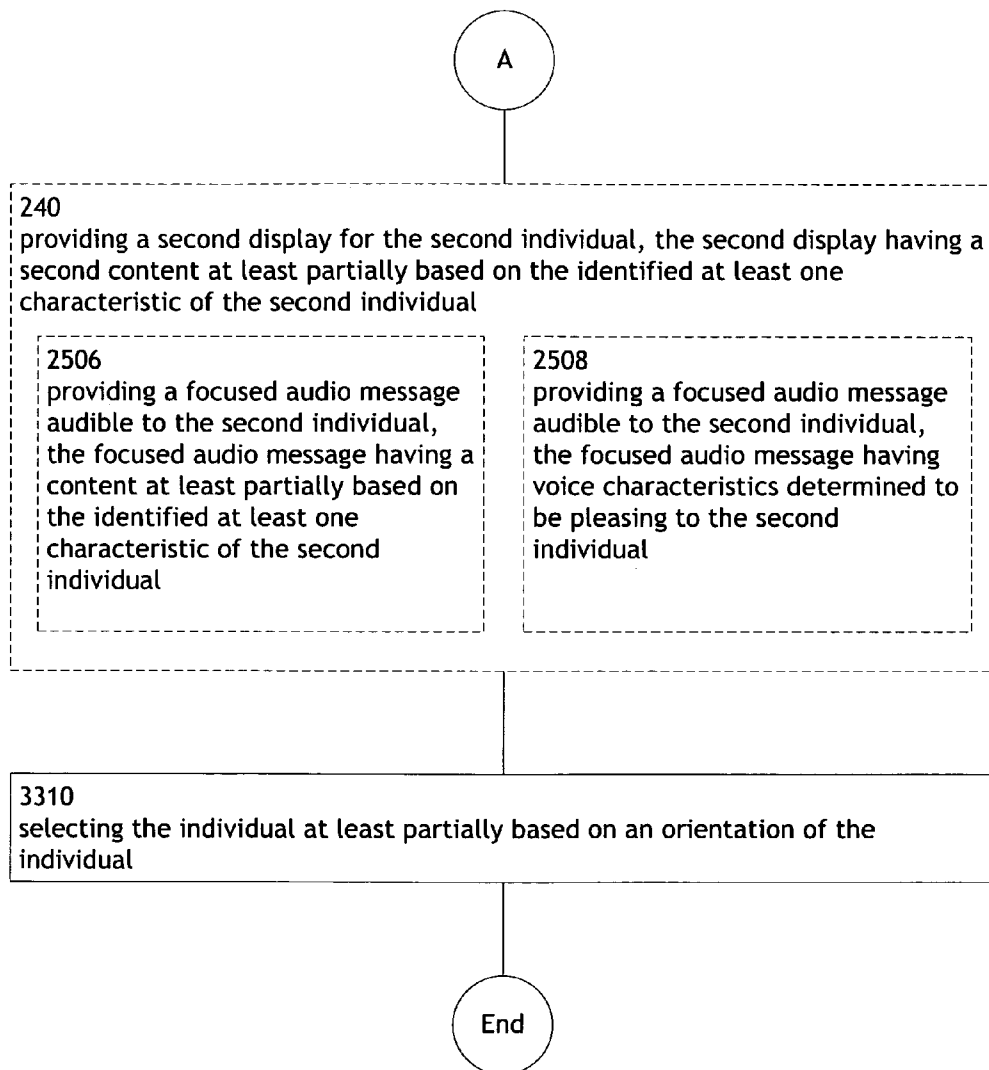 A
240
providing a second display for the second individual, the second display having a
second content at least partially based on the identified at least one
characteristic of the second individual
2506
providing a focused audio message
audible to the second individual,
the focused audio message having a
content at least partially based on
the identified at least one
characteristic of the second
individual
2508
providing a focused audio message
audible to the second individual,
the focused audio message having
voice characteristics determined to
be pleasing to the second
individual
3310
selecting the individual at least partially based on an orientation of the
individual
End